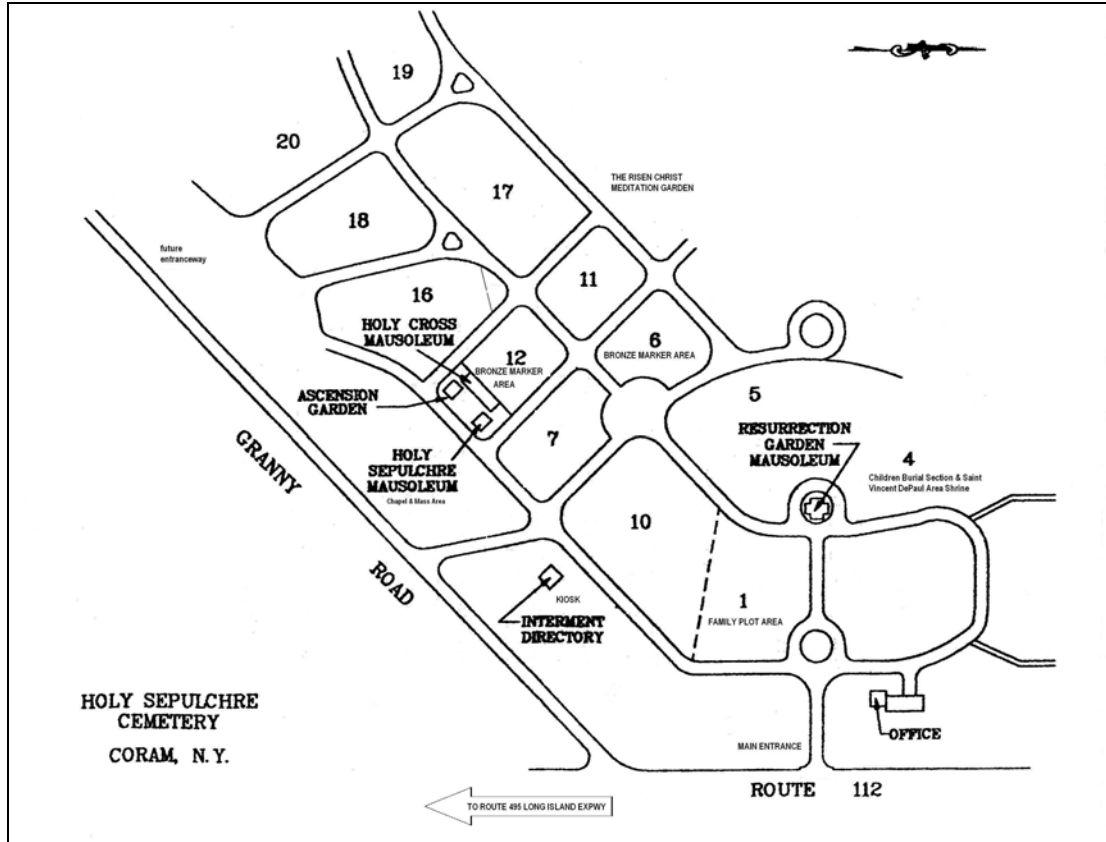 19
20
17
THE RISEN CHRIST
MEDITATION GARDEN
18
future
entranceway
11
16
HOLY CROSS
MAUSOLEUM
6
BRONZE MARKER AREA
12
BRONZE MARKER
AREA
ASCENSION
GARDEN
5
RESURRECTION
GARDEN
MAUSOLEUM
7
4
Children Burial Section & Saint
Vincent DePaul Area Shrine
HOLY
SEPULCHRE
MAUSOLEUM
Chapel & Mass Area
GRANNY
ROAD
10
1
FAMILY PLOT AREA
KIOSK
INTERMENT
DIRECTORY
HOLY SEPULCHRE
CEMETERY
CORAM, N.Y.
OFFICE
MAIN ENTRANCE
ROUTE 112
TO ROUTE 495 LONG ISLAND EXPWY